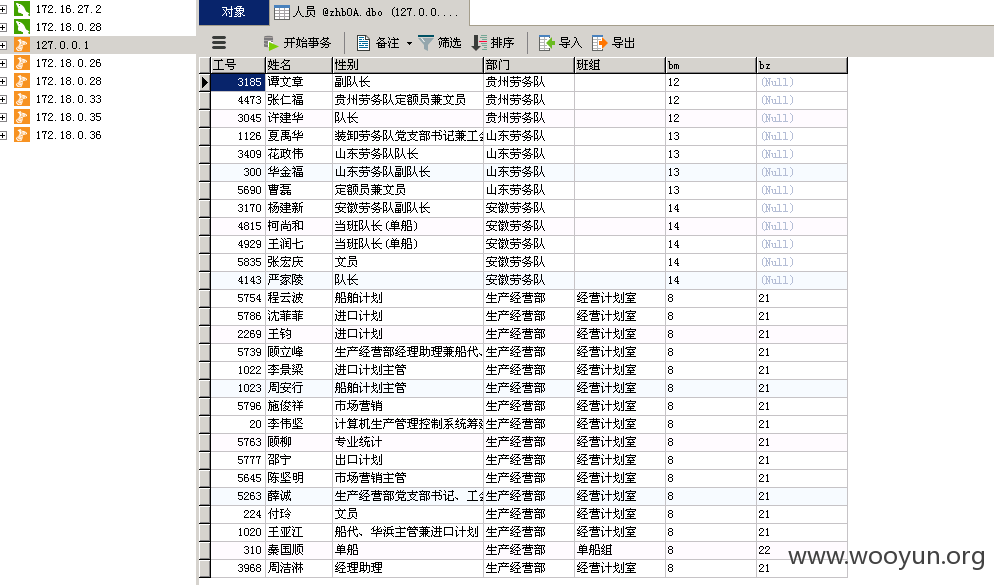 172.16.27.2
172.18.0.28
127.0.0.1
172.18.0.26
172.18.0.28
172.18.0.33
172.18.0.35
172.18.0.36
对象 人员 @zhbOA.dbo (127.0.0....
开始事务 备注 筛选 排序 导入 导出
工号 姓名 性别 部门 班组 bm bz
3185 谭文章 副队长 贵州劳务队 12 (Null)
4473 张仁福 贵州劳务队定额员兼文员 贵州劳务队 12 (Null)
3045 许建华 队长 贵州劳务队 12 (Null)
1126 夏禹华 装卸劳务队党支部书记兼工会 山东劳务队 13 (Null)
3409 花政伟 山东劳务队队长 山东劳务队 13 (Null)
300 华金福 山东劳务队副队长 山东劳务队 13 (Null)
5690 曹磊 定额员兼文员 山东劳务队 13 (Null)
3170 杨建新 安徽劳务队副队长 安徽劳务队 14 (Null)
4815 柯尚和 当班队长(单船) 安徽劳务队 14 (Null)
4929 王润七 当班队长(单船) 安徽劳务队 14 (Null)
5835 张宏庆 文员 安徽劳务队 14 (Null)
4143 严家陵 队长 安徽劳务队 14 (Null)
5754 程云波 船舶计划 生产经营部 经营计划室 8 21
5786 沈菲菲 进口计划 生产经营部 经营计划室 8 21
2269 王钧 进口计划 生产经营部 经营计划室 8 21
5739 顾立峰 生产经营部经理助理兼船代、 生产经营部 经营计划室 8 21
1022 李景梁 进口计划主管 生产经营部 经营计划室 8 21
1023 周安行 船舶计划主管 生产经营部 经营计划室 8 21
5796 施俊祥 市场营销 生产经营部 经营计划室 8 21
20 李伟坚 计算机生产管理控制系统筹建 生产经营部 经营计划室 8 21
5763 顾柳 专业统计 生产经营部 经营计划室 8 21
5777 邵宁 出口计划 生产经营部 经营计划室 8 21
5645 陈坚明 市场营销主管 生产经营部 经营计划室 8 21
5263 薛诚 生产经营部党支部书记、工会 生产经营部 经营计划室 8 21
224 付玲 文员 生产经营部 经营计划室 8 21
1020 王亚江 船代、华浜主管兼进口计划 生产经营部 经营计划室 8 21
310 秦国顺 单船 生产经营部 单船组 8 22
3968 周洁淋 经理助理 生产经营部 经营计划室 8 21
www.wooyun.org